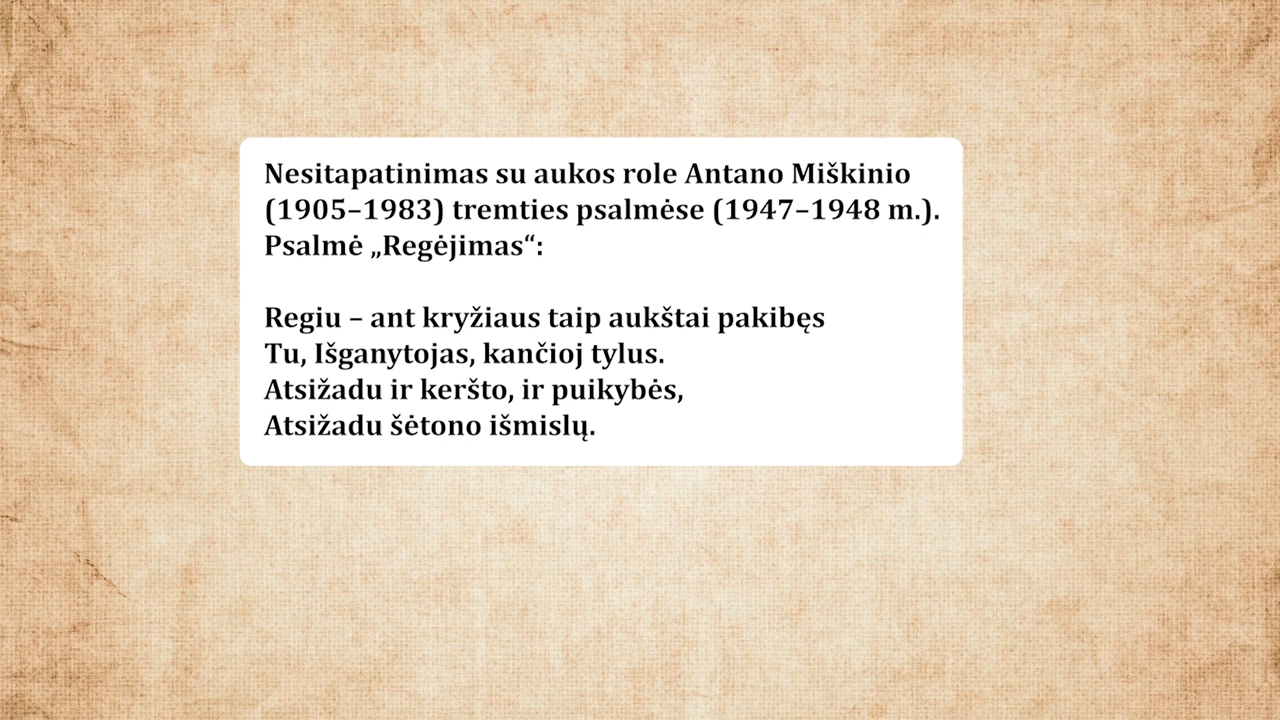 Nesitapatinimas su aukos role Antano Miškinio
(1905–1983) tremties psalmėse (1947–1948 m.).
Psalmė „Regėjimas“:
Regiu – ant kryžiaus taip aukštai pakibęs
Tu, Išganytojas, kančioj tylus.
Atsižadu ir keršto, ir puikybės,
Atsižadu šėtono išmislų.